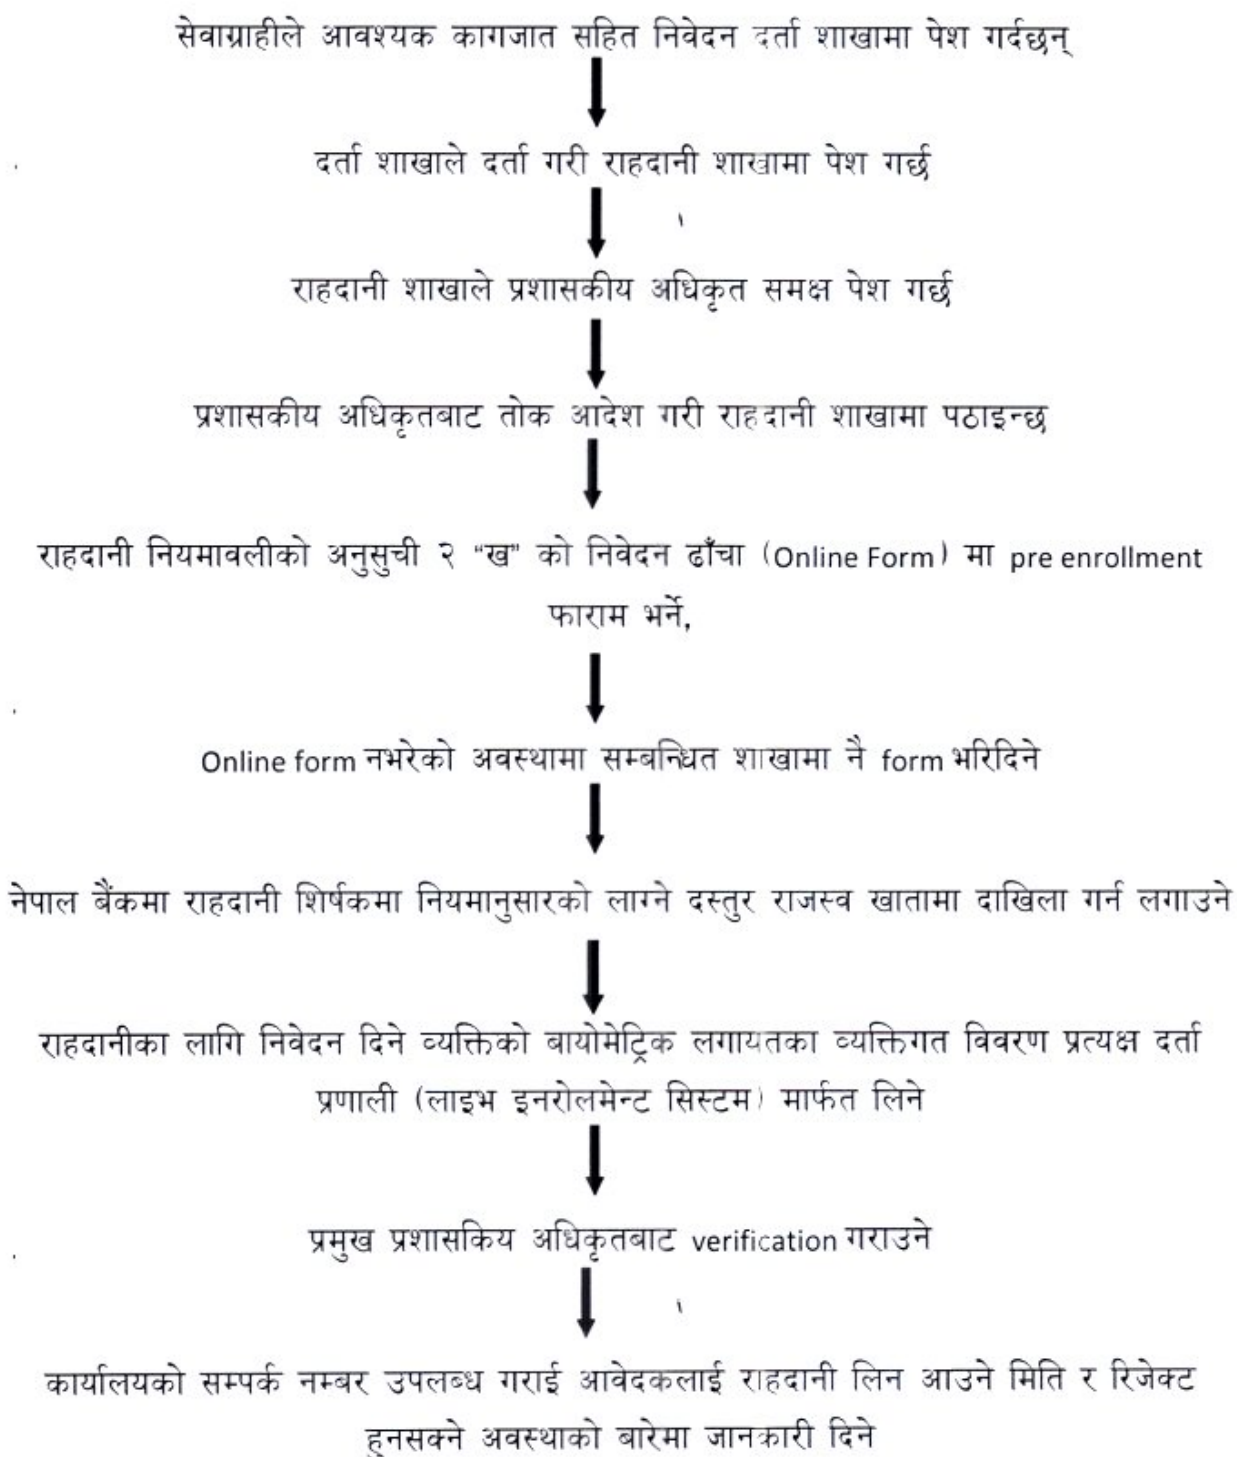 सेवाग्राहीले आवश्यक कागजात सहित निवेदन दर्ता शाखामा पेश गर्दछन्
दर्ता शाखाले दर्ता गरी राहदानी शाखामा पेश गर्छ
राहदानी शाखाले प्रशासकीय अधिकृत समक्ष पेश गर्छ
प्रशासकीय अधिकृतबाट तोक आदेश गरी राहदानी शाखामा पठाइन्छ
राहदानी नियमावलीको अनुसुची २ "ख" को निवेदन ढाँचा (Online Form) मा pre enrollment
फाराम भर्ने,
Online form नभरेको अवस्थामा सम्बन्धित शाखामा नै form भरिदिने
नेपाल बैंकमा राहदानी शिर्षकमा नियमानुसारको लाग्ने दस्तुर राजस्व खातामा दाखिला गर्न लगाउने
राहदानीका लागि निवेदन दिने व्यक्तिको बायोमेट्रिक लगायतका व्यक्तिगत विवरण प्रत्यक्ष दर्ता
प्रणाली (लाइभ इनरोलमेन्ट सिस्टम) मार्फत लिने
प्रमुख प्रशासकिय अधिकृतबाट verification गराउने
कार्यालयको सम्पर्क नम्बर उपलब्ध गराई आवेदकलाई राहदानी लिन आउने मिति र रिजेक्ट
हुनसक्ने अवस्थाको बारेमा जानकारी दिने